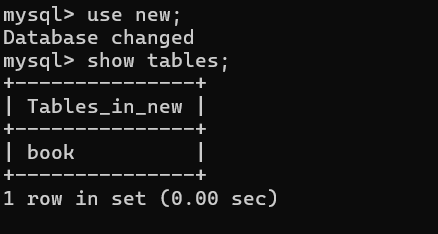 mysql> use new;
Database changed
mysql> show tables;
+---------------+
| Tables_in_new |
+---------------+
| book          |
+---------------+
1 row in set (0.00 sec)